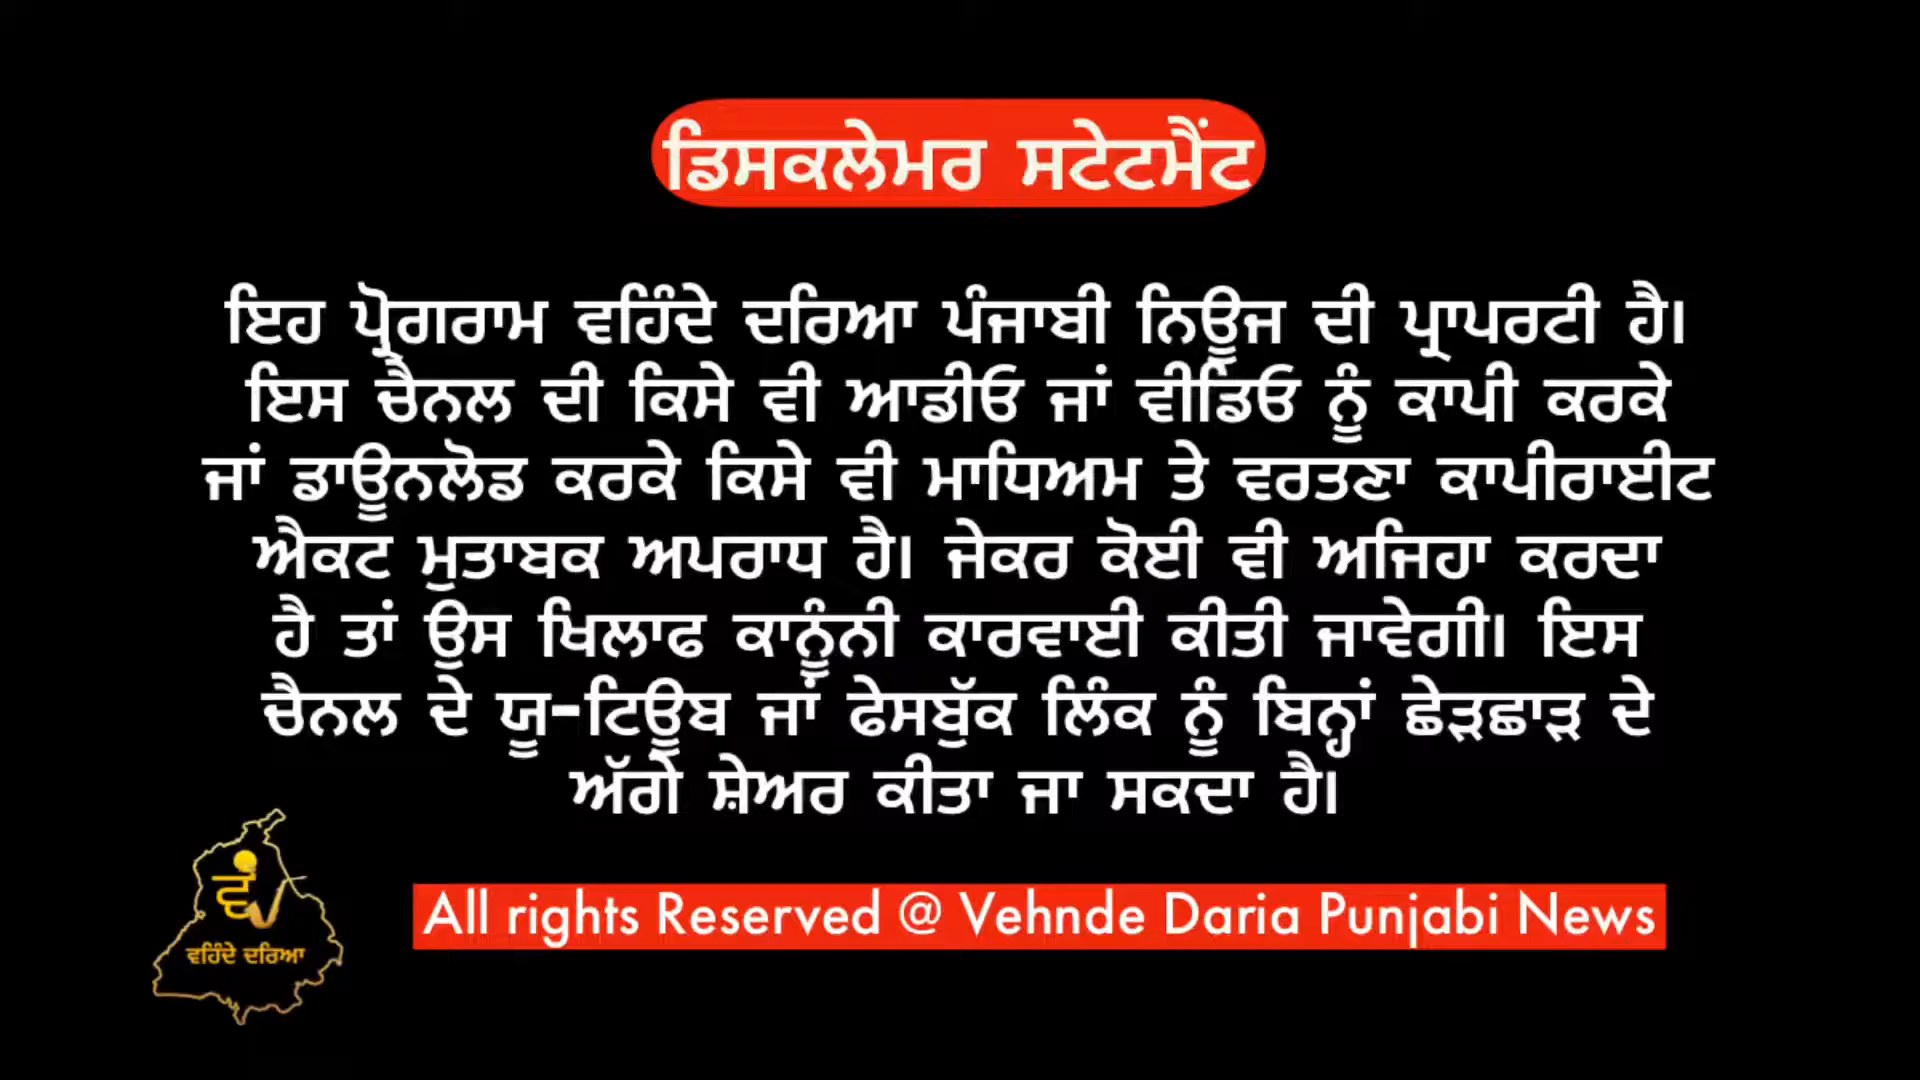 ਡਿਸਕਲੇਮਰ ਸਟੇਟਮੈਂਟ
ਇਹ ਪ੍ਰੋਗਰਾਮ ਵਹਿੰਦੇ ਦਰਿਆ ਪੰਜਾਬੀ ਨਿਊਜ ਦੀ ਪ੍ਰਾਪਰਟੀ ਹੈ।
ਇਸ ਚੈਨਲ ਦੀ ਕਿਸੇ ਵੀ ਆਡੀਓ ਜਾਂ ਵੀਡਿਓ ਨੂੰ ਕਾਪੀ ਕਰਕੇ
ਜਾਂ ਡਾਊਨਲੋਡ ਕਰਕੇ ਕਿਸੇ ਵੀ ਮਾਧਿਅਮ ਤੇ ਵਰਤਣਾ ਕਾਪੀਰਾਈਟ
ਐਕਟ ਮੁਤਾਬਕ ਅਪਰਾਧ ਹੈ। ਜੇਕਰ ਕੋਈ ਵੀ ਅਜਿਹਾ ਕਰਦਾ
ਹੈ ਤਾਂ ਉਸ ਖਿਲਾਫ ਕਾਨੂੰਨੀ ਕਾਰਵਾਈ ਕੀਤੀ ਜਾਵੇਗੀ। ਇਸ
ਚੈਨਲ ਦੇ ਯੂ-ਟਿਊਬ ਜਾਂ ਫੇਸਬੁੱਕ ਲਿੰਕ ਨੂੰ ਬਿਨ੍ਹਾਂ ਛੇੜਛਾੜ ਦੇ
ਅੱਗੇ ਸ਼ੇਅਰ ਕੀਤਾ ਜਾ ਸਕਦਾ ਹੈ।
All rights Reserved @ Vehnde Daria Punjabi News
ਵਹਿੰਦੇ ਦਰਿਆ